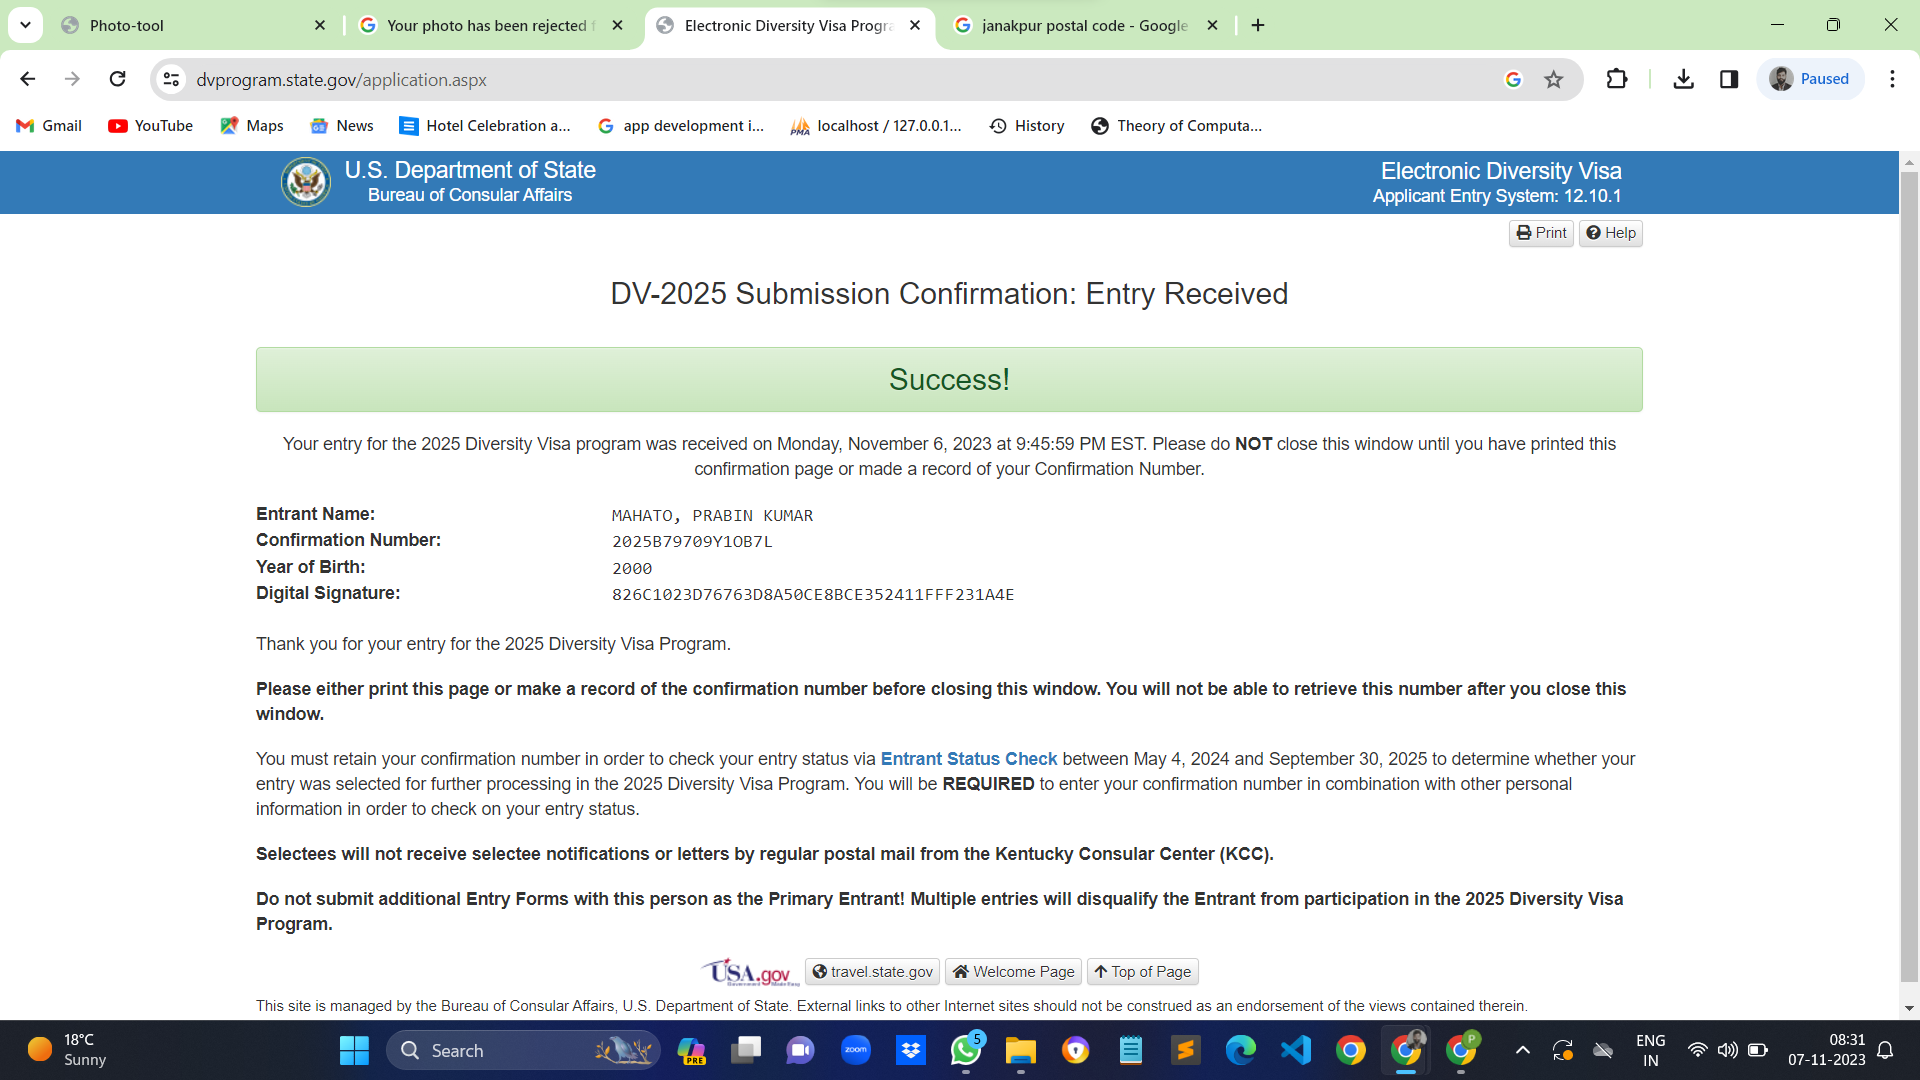 Photo-tool
Your photo has been rejected f
Electronic Diversity Visa Progra
janakpur postal code - Google
dvprogram.state.gov/application.aspx
Paused
Gmail
YouTube
Maps
News
Hotel Celebration a...
app development i...
localhost / 127.0.0.1...
History
Theory of Computa...
U.S. Department of State
Bureau of Consular Affairs
Electronic Diversity Visa
Applicant Entry System: 12.10.1
Print
Help
DV-2025 Submission Confirmation: Entry Received
Success!
Your entry for the 2025 Diversity Visa program was received on Monday, November 6, 2023 at 9:45:59 PM EST. Please do NOT close this window until you have printed this
confirmation page or made a record of your Confirmation Number.
Entrant Name: MAHATO, PRABIN KUMAR
Confirmation Number: 2025B79709Y1OB7L
Year of Birth: 2000
Digital Signature: 826C1023D76763D8A50CE8BCE352411FFF231A4E
Thank you for your entry for the 2025 Diversity Visa Program.
Please either print this page or make a record of the confirmation number before closing this window. You will not be able to retrieve this number after you close this
window.
You must retain your confirmation number in order to check your entry status via Entrant Status Check between May 4, 2024 and September 30, 2025 to determine whether your
entry was selected for further processing in the 2025 Diversity Visa Program. You will be REQUIRED to enter your confirmation number in combination with other personal
information in order to check on your entry status.
Selectees will not receive selectee notifications or letters by regular postal mail from the Kentucky Consular Center (KCC).
Do not submit additional Entry Forms with this person as the Primary Entrant! Multiple entries will disqualify the Entrant from participation in the 2025 Diversity Visa
Program.
USA.gov
travel.state.gov
Welcome Page
Top of Page
This site is managed by the Bureau of Consular Affairs, U.S. Department of State. External links to other Internet sites should not be construed as an endorsement of the views contained therein.
18°C
Sunny
Search
PRE
zoom
5
P
ENG
IN
08:31
07-11-2023